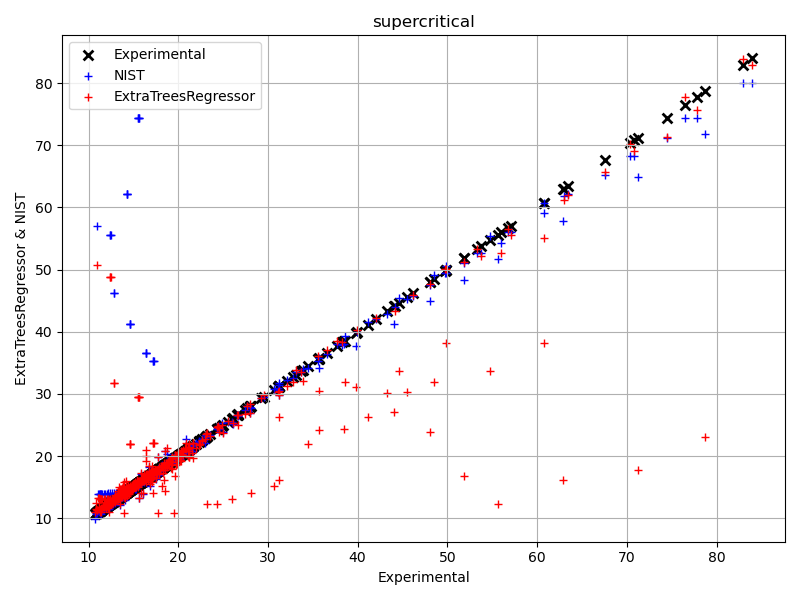 supercritical
Experimental
NIST
ExtraTreesRegressor
ExtraTreesRegressor & NIST
80
70
60
50
40
30
20
10
10 20 30 40 50 60 70 80
Experimental